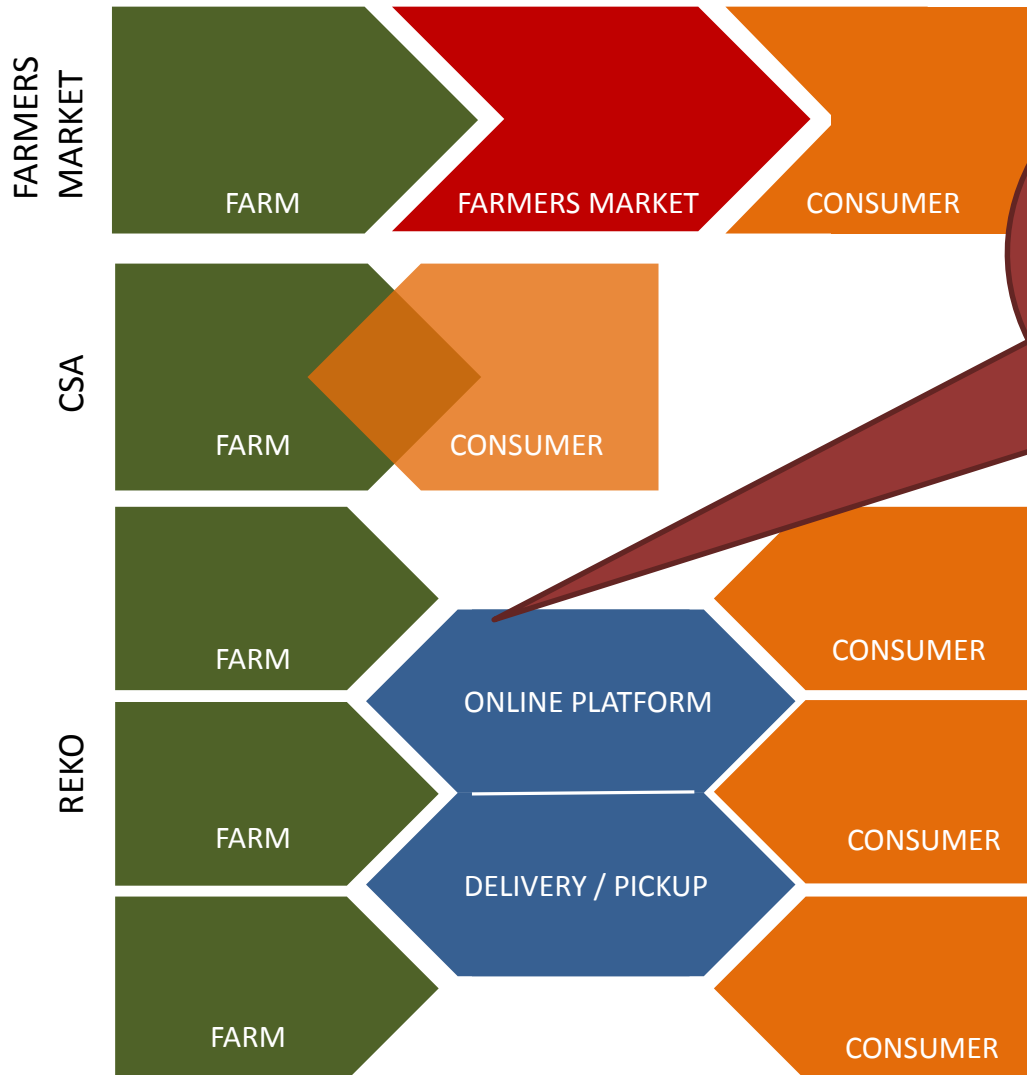 FARMERS
MARKET
FARM
FARMERS MARKET
CONSUMER
CSA
FARM
CONSUMER
REKO
FARM
CONSUMER
ONLINE PLATFORM
FARM
CONSUMER
DELIVERY / PICKUP
FARM
CONSUMER